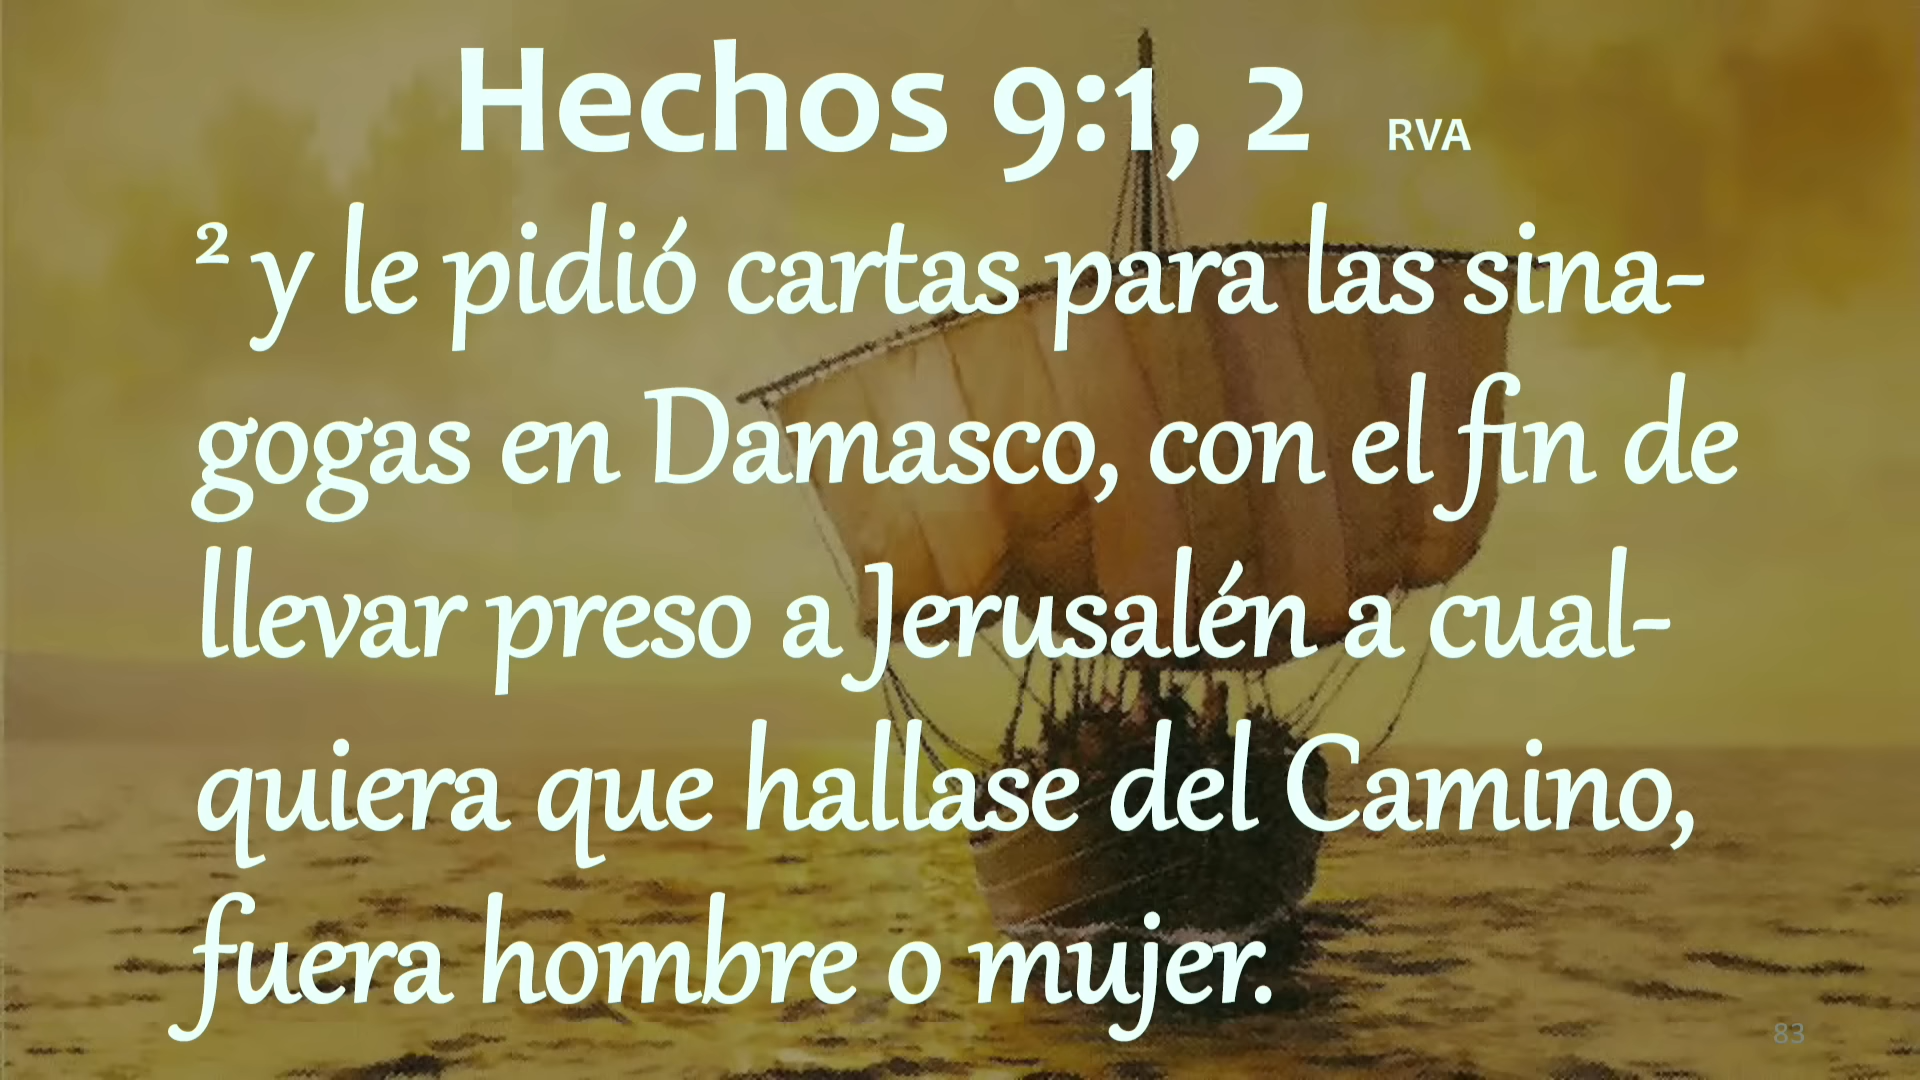 Hechos 9:1, 2 RVA
² y le pidió cartas para las sina-
gogas en Damasco, con el fin de
llevar preso a Jerusalén a cual-
quiera que hallase del Camino,
fuera hombre o mujer.
83